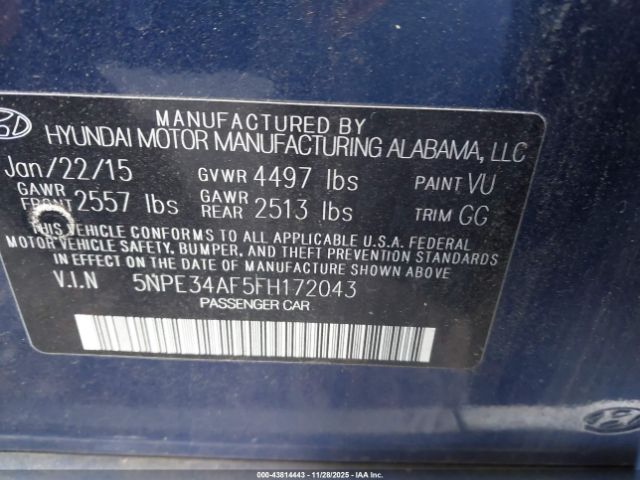 MANUFACTURED BY
HYUNDAI MOTOR MANUFACTURING ALABAMA, LLC
Jan/22/15 GVWR 4497 lbs PAINT VU
GAWR FRONT 2557 lbs GAWR REAR 2513 lbs TRIM GG
THIS VEHICLE CONFORMS TO ALL APPLICABLE U.S.A. FEDERAL
MOTOR VEHICLE SAFETY, BUMPER, AND THEFT PREVENTION STANDARDS
IN EFFECT ON THE DATE OF MANUFACTURE SHOWN ABOVE.
V.I.N 5NPE34AF5FH172043
PASSENGER CAR
000-43814443 | 11/28/2025 - IAA Inc.